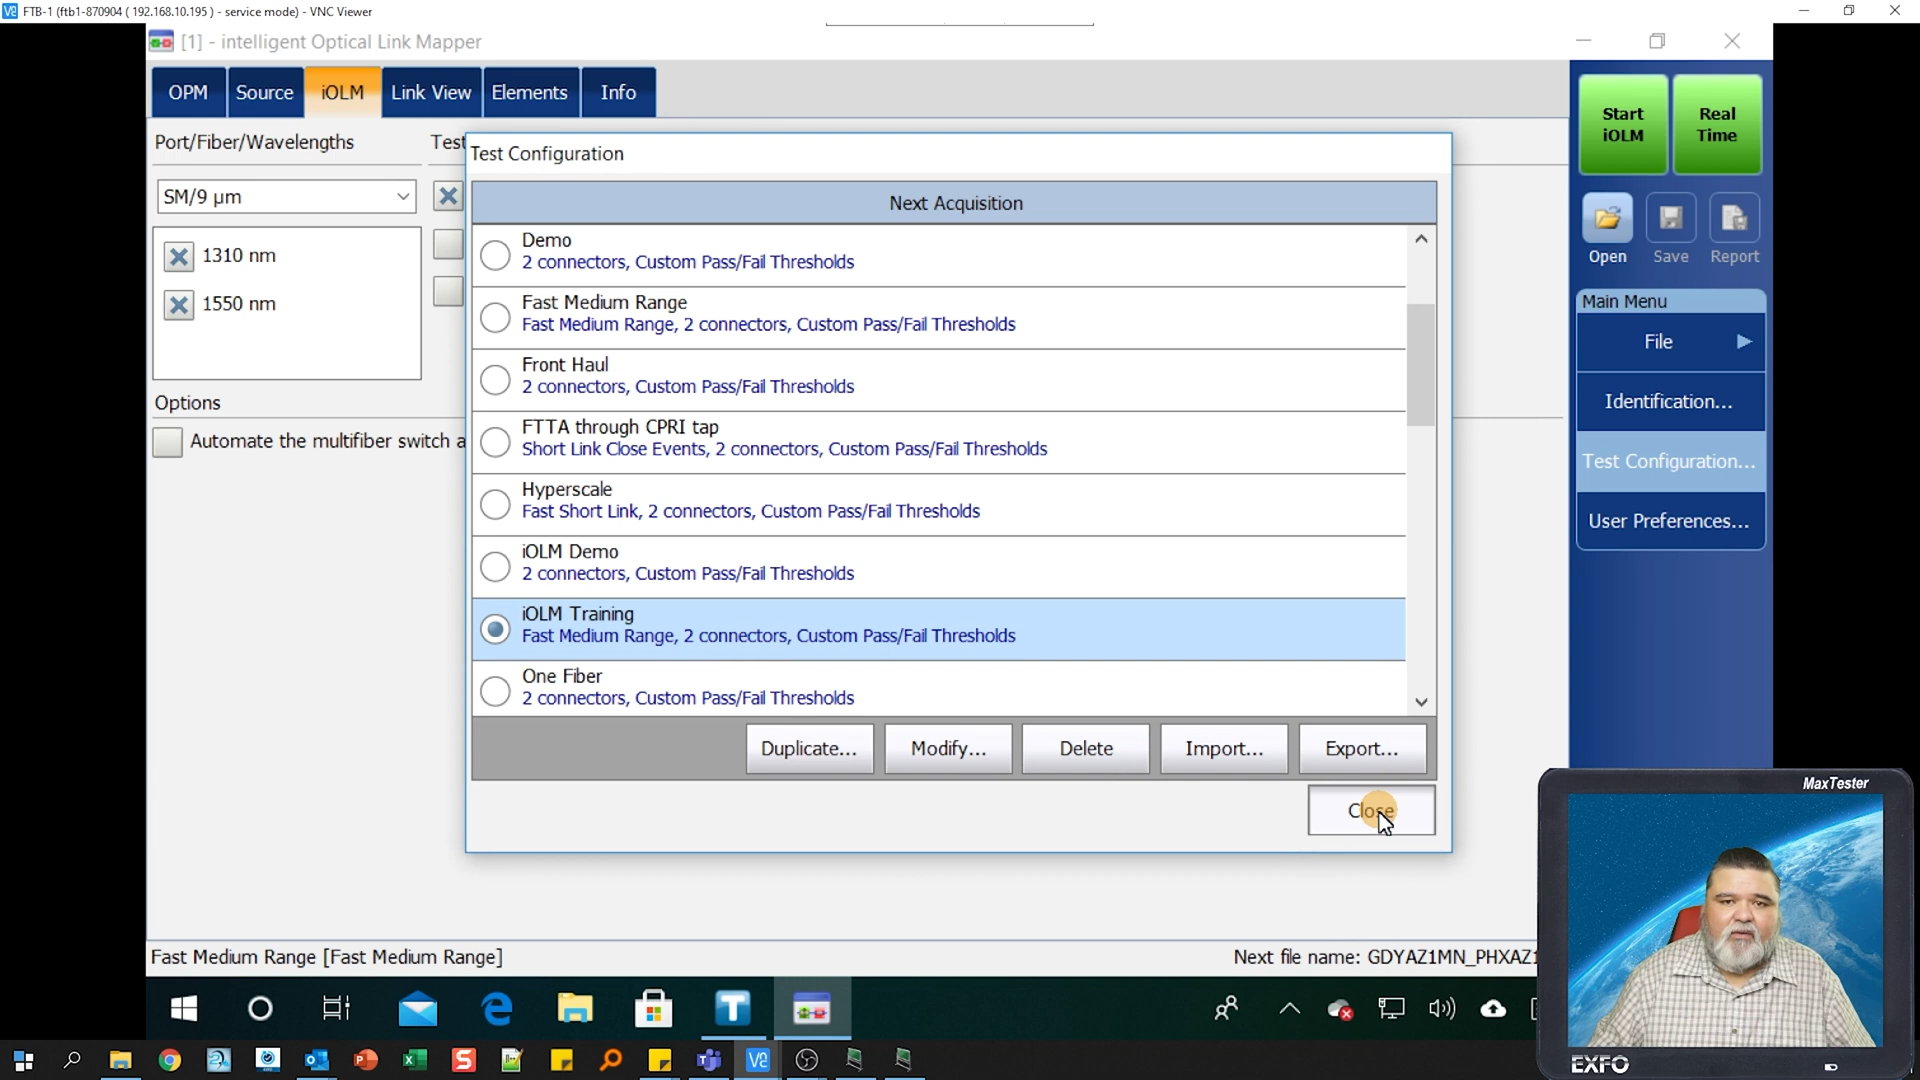 FTB-1 (ftb1-870904 ( 192.168.10.195 ) - service mode) - VNC Viewer
[1] - intelligent Optical Link Mapper
OPM Source iOLM Link View Elements Info
Port/Fiber/Wavelengths
Test
SM/9 µm
1310 nm
1550 nm
Options
Automate the multifiber switch a
Test Configuration
Next Acquisition
Demo
2 connectors, Custom Pass/Fail Thresholds
Fast Medium Range
Fast Medium Range, 2 connectors, Custom Pass/Fail Thresholds
Front Haul
2 connectors, Custom Pass/Fail Thresholds
FTTA through CPRI tap
Short Link Close Events, 2 connectors, Custom Pass/Fail Thresholds
Hyperscale
Fast Short Link, 2 connectors, Custom Pass/Fail Thresholds
iOLM Demo
2 connectors, Custom Pass/Fail Thresholds
iOLM Training
Fast Medium Range, 2 connectors, Custom Pass/Fail Thresholds
One Fiber
2 connectors, Custom Pass/Fail Thresholds
Duplicate... Modify... Delete Import... Export...
Close
Start iOLM
Real Time
Open Save Report
Main Menu
File
Identification...
Test Configuration...
User Preferences...
Fast Medium Range [Fast Medium Range]
Next file name: GDYAZ1MN_PHXAZ1
MaxTester
EXFO